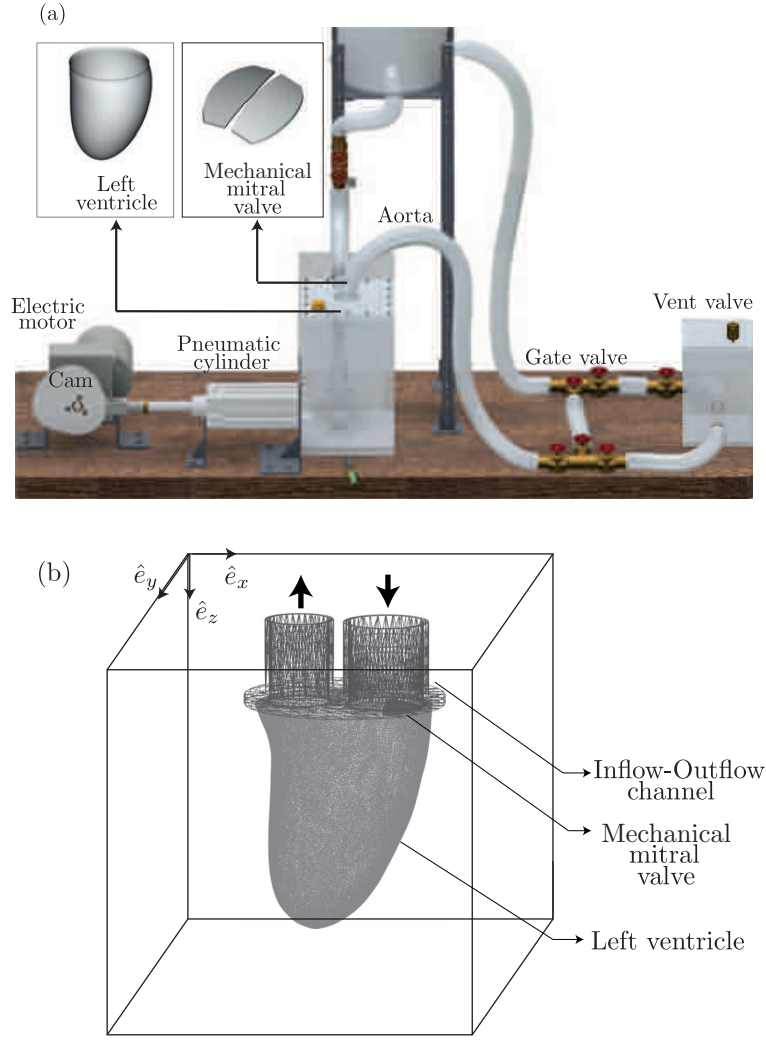 (a)
Left
ventricle
Mechanical
mitral
valve
Aorta
Electric
motor
Cam
Pneumatic
cylinder
Gate valve
Vent valve
(b)
ê_y
ê_x
ê_z
Inflow-Outflow
channel
Mechanical
mitral
valve
Left ventricle